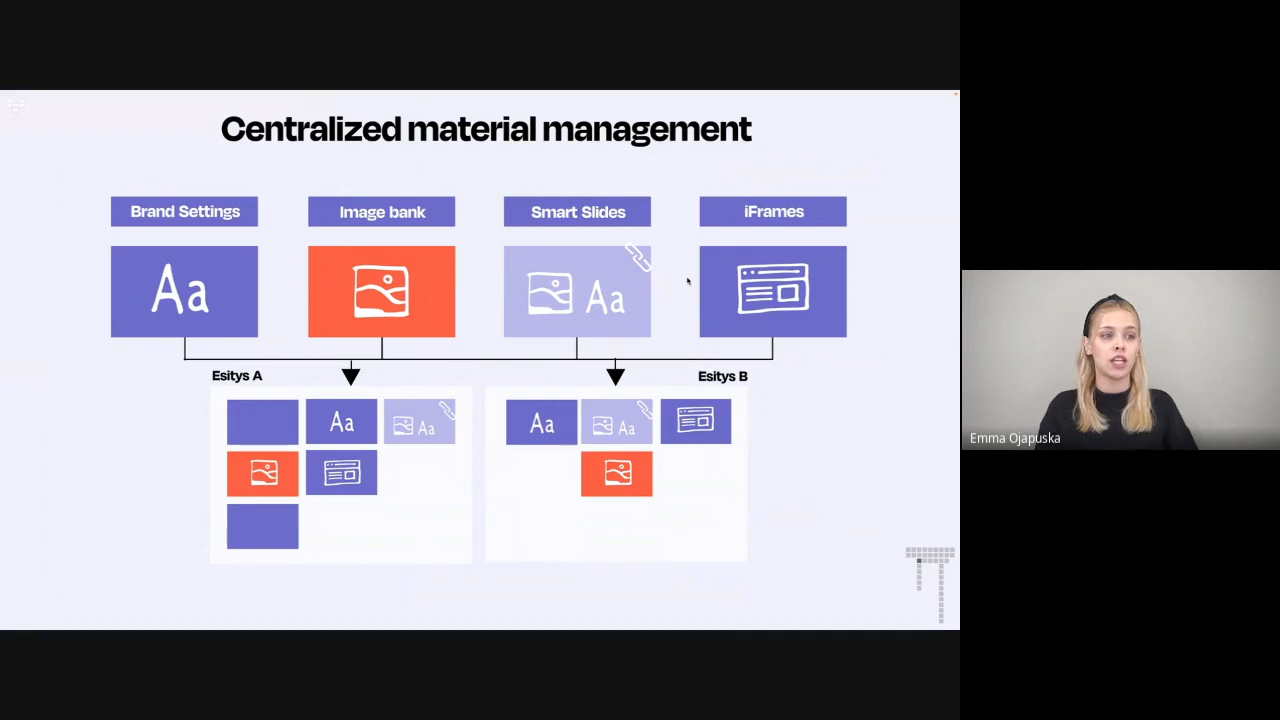 Centralized material management
Brand Settings
Image bank
Smart Slides
iFrames
Aa
Aa
Esitys A
Esitys B
Aa
Aa
Aa
Aa
Emma Ojapuska